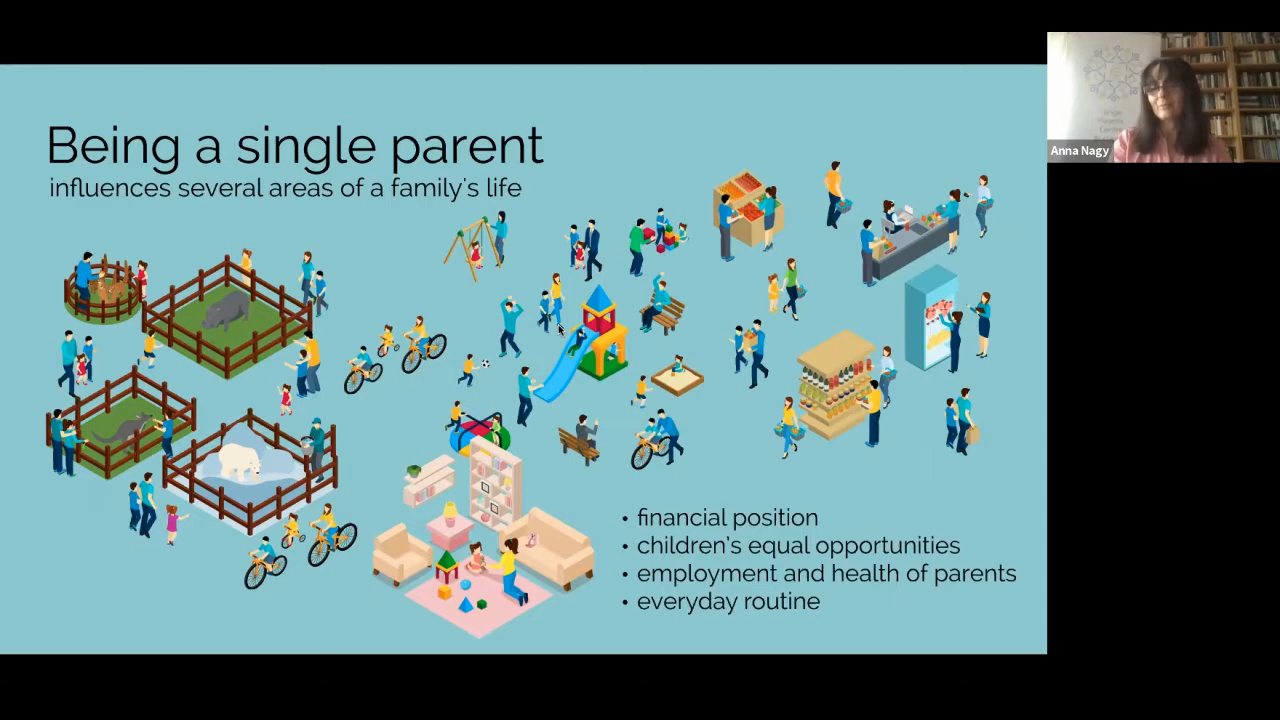 Being a single parent
influences several areas of a family's life
• financial position
• children's equal opportunities
• employment and health of parents
• everyday routine
Anna Nagy